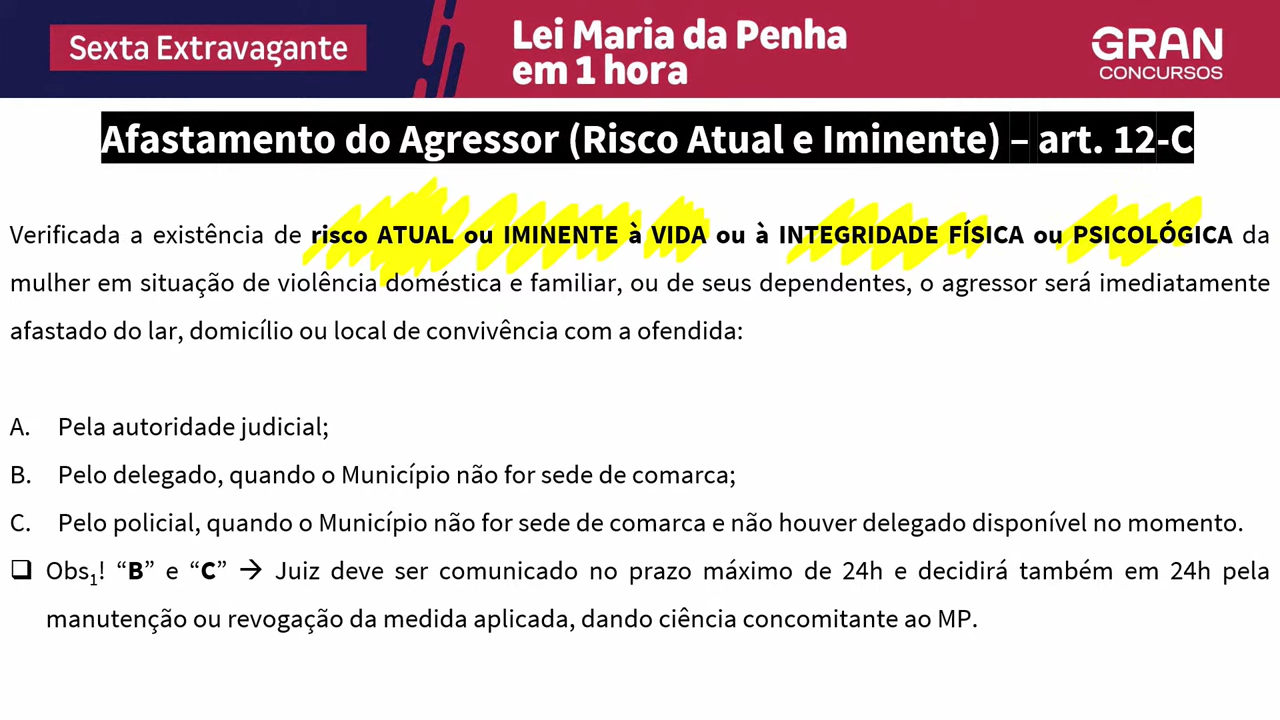 Sexta Extravagante
Lei Maria da Penha
em 1 hora
GRAN
CONCURSOS
Afastamento do Agressor (Risco Atual e Iminente) – art. 12-C
Verificada a existência de risco ATUAL ou IMINENTE à VIDA ou à INTEGRIDADE FÍSICA ou PSICOLÓGICA da
mulher em situação de violência doméstica e familiar, ou de seus dependentes, o agressor será imediatamente
afastado do lar, domicílio ou local de convivência com a ofendida:
A. Pela autoridade judicial;
B. Pelo delegado, quando o Município não for sede de comarca;
C. Pelo policial, quando o Município não for sede de comarca e não houver delegado disponível no momento.
❑ Obs1! “B” e “C” → Juiz deve ser comunicado no prazo máximo de 24h e decidirá também em 24h pela
manutenção ou revogação da medida aplicada, dando ciência concomitante ao MP.